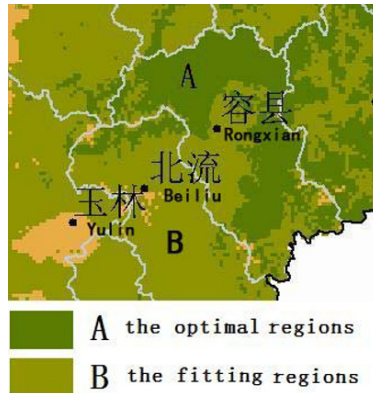 A
容县
Rongxian
北流
Beiliu
玉林
Yulin
B
A the optimal regions
B the fitting regions